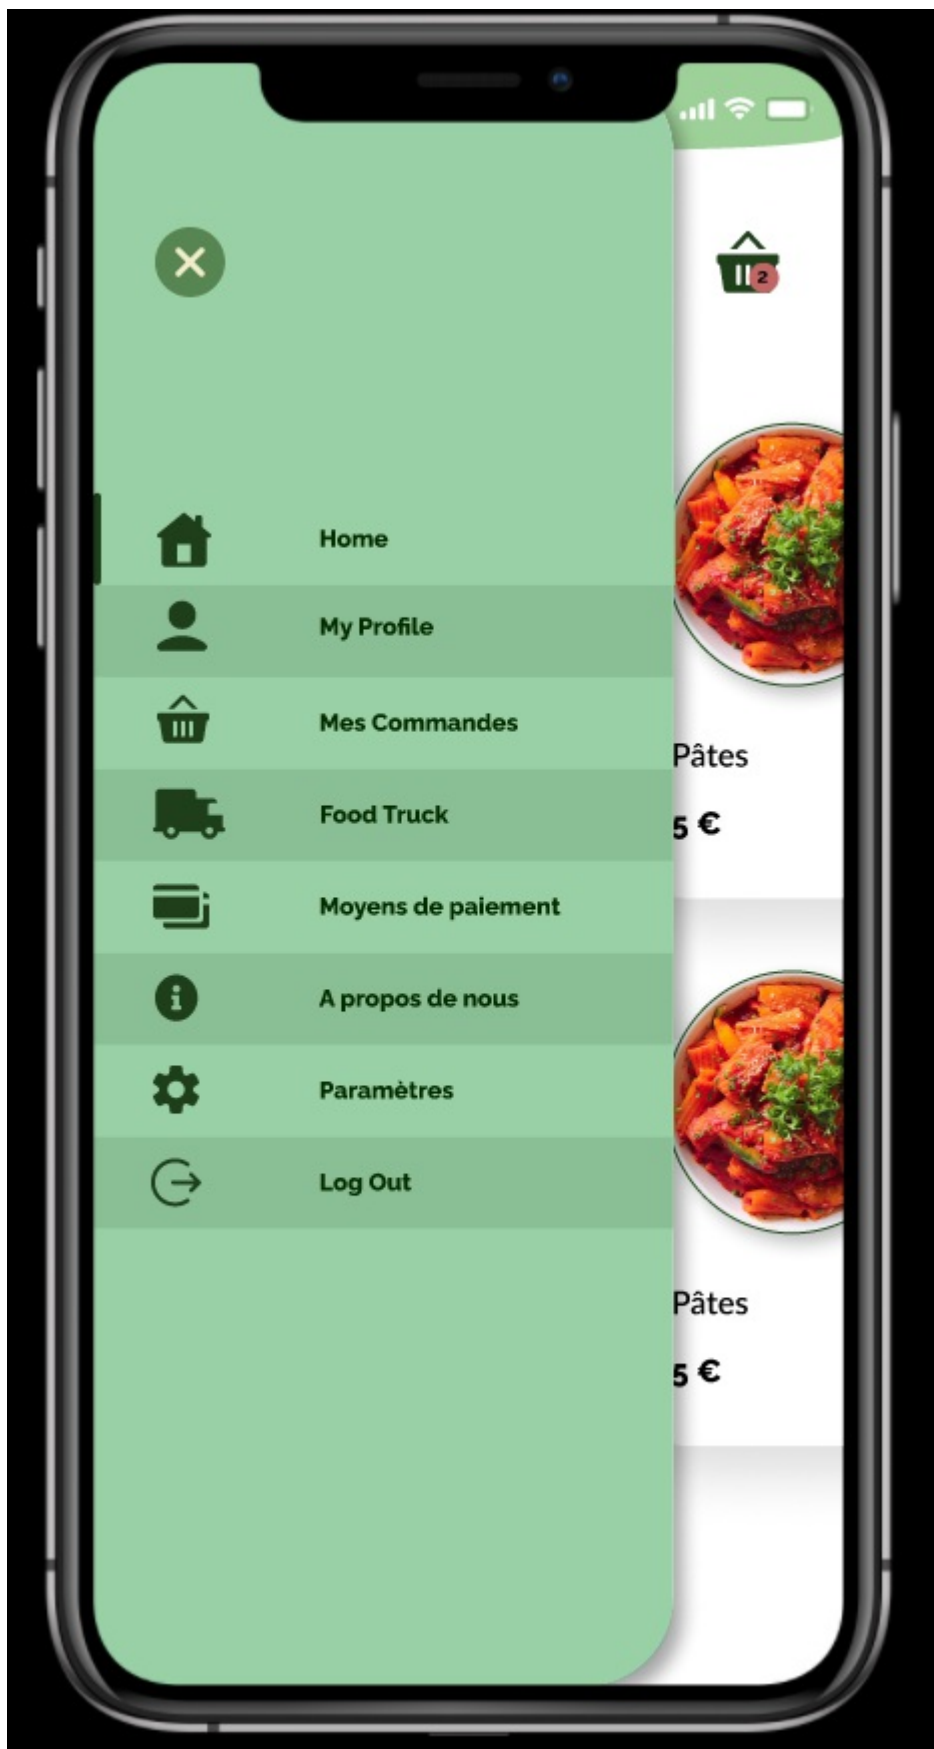 2
Home
My Profile
Mes Commandes
Food Truck
Moyens de paiement
A propos de nous
Paramètres
Log Out
Pâtes
5 €
Pâtes
5 €